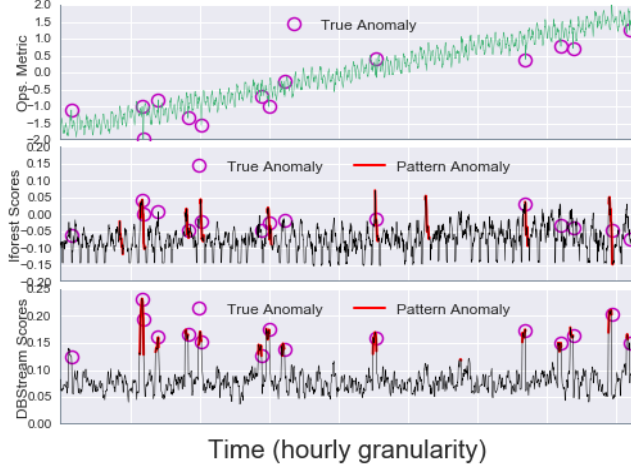 2.0
1.5
1.0
0.5
0.0
−0.5
−1.0
−1.5
−2.0
Ops. Metric
True Anomaly
0.20
0.15
0.10
0.05
0.00
−0.05
−0.10
−0.15
−0.20
Iforest Scores
True Anomaly
Pattern Anomaly
0.25
0.20
0.15
0.10
0.05
0.00
DBStream Scores
True Anomaly
Pattern Anomaly
Time (hourly granularity)